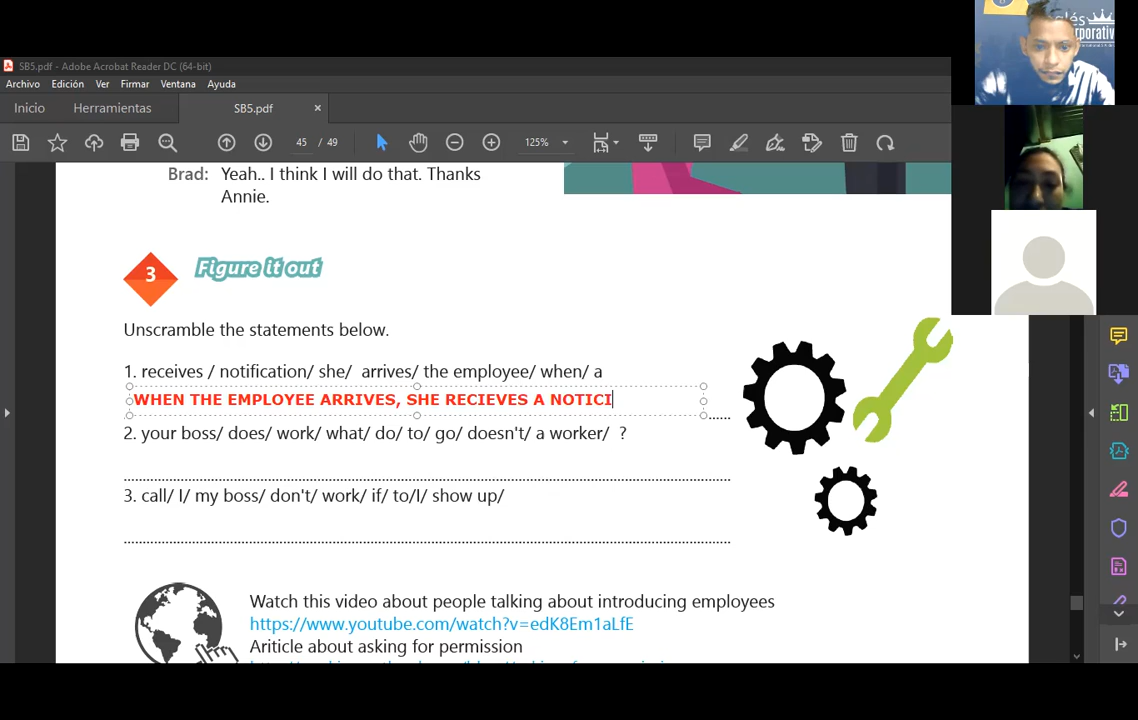 glés
rporativ
SB5.pdf - Adobe Acrobat Reader DC (64-bit)
Archivo Edición Ver Firmar Ventana Ayuda
Inicio Herramientas SB5.pdf ×
45 / 49 125%
Brad: Yeah.. I think I will do that. Thanks
Annie.
3 Figure it out
Unscramble the statements below.
1. receives / notification/ she/ arrives/ the employee/ when/ a
WHEN THE EMPLOYEE ARRIVES, SHE RECIEVES A NOTICI
2. your boss/ does/ work/ what/ do/ to/ go/ doesn't/ a worker/ ?
3. call/ I/ my boss/ don't/ work/ if/ to/I/ show up/
Watch this video about people talking about introducing employees
https://www.youtube.com/watch?v=edK8Em1aLfE
Ariticle about asking for permission